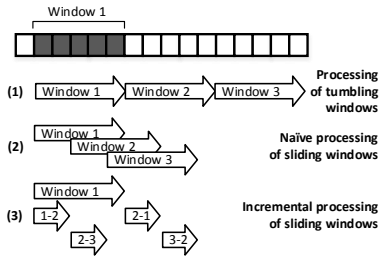 Window 1
(1) Window 1 Window 2 Window 3 Processing
of tumbling
windows
(2) Window 1
Window 2
Window 3
Naïve processing
of sliding windows
(3) Window 1
1-2 2-1
2-3 3-2
Incremental processing
of sliding windows